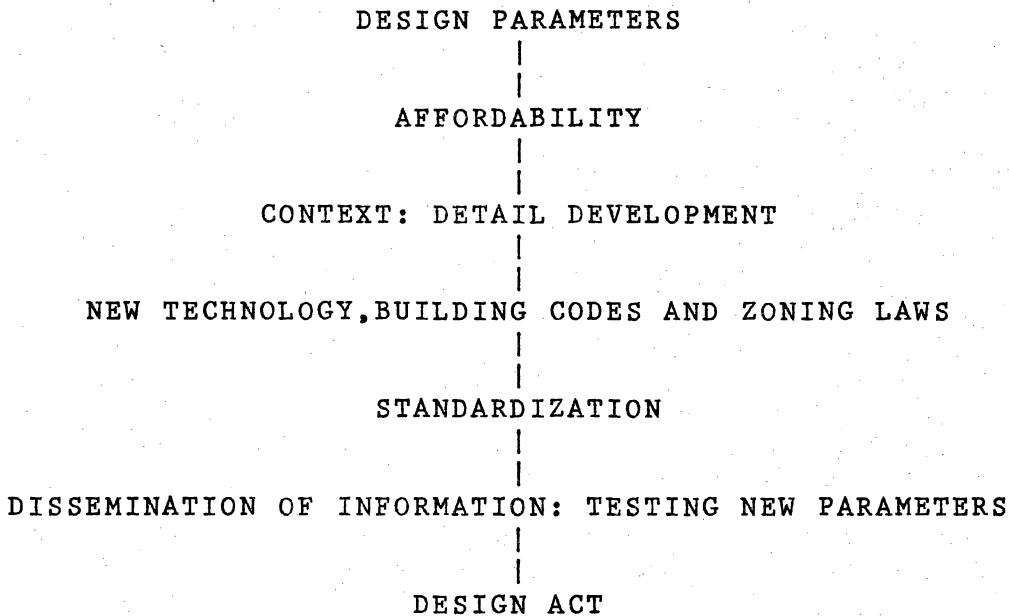 DESIGN PARAMETERS
AFFORDABILITY
CONTEXT: DETAIL DEVELOPMENT
NEW TECHNOLOGY,BUILDING CODES AND ZONING LAWS
STANDARDIZATION
DISSEMINATION OF INFORMATION: TESTING NEW PARAMETERS
DESIGN ACT